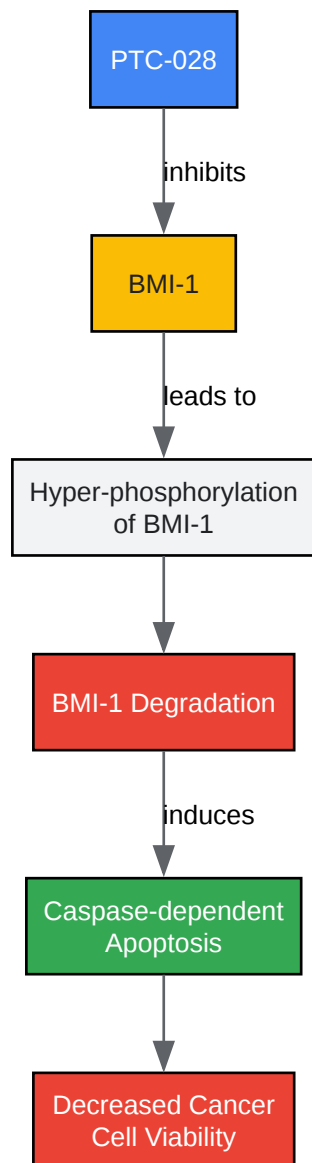 PTC-028
inhibits
BMI-1
leads to
Hyper-phosphorylation
of BMI-1
BMI-1 Degradation
induces
Caspase-dependent
Apoptosis
Decreased Cancer
Cell Viability